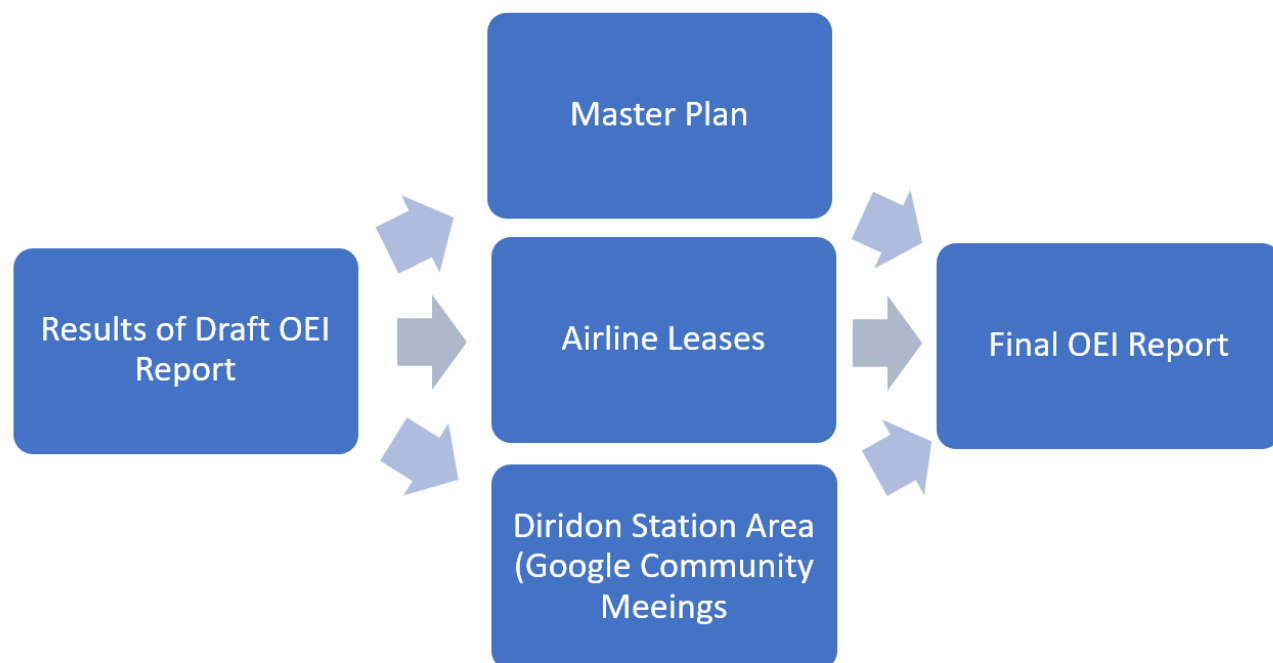 Master Plan
Results of Draft OEI
Report
Airline Leases
Final OEI Report
Diridon Station Area
(Google Community
Meeings